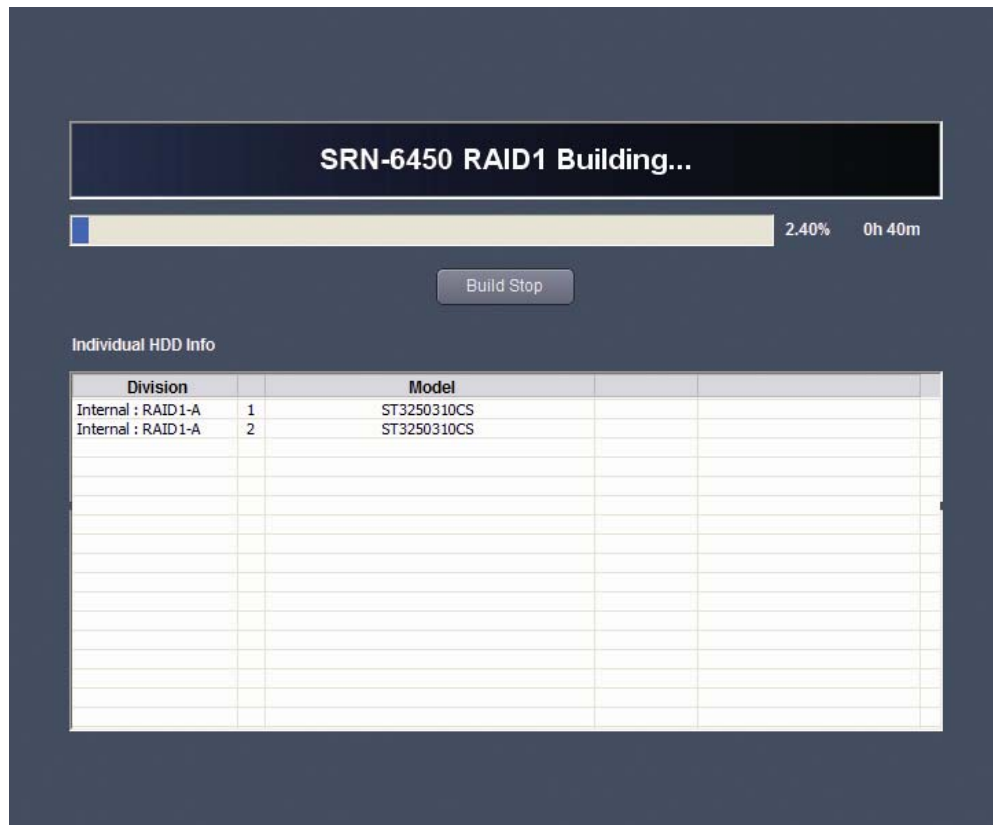 SRN-6450 RAID1 Building...
2.40% 0h 40m
Build Stop
Individual HDD Info
Division Model
Internal : RAID1-A 1 ST3250310CS
Internal : RAID1-A 2 ST3250310CS